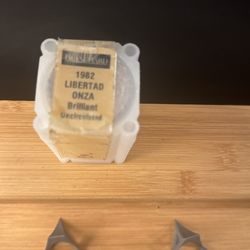 1982
LIBERTAD
ONZA
Brilliant
Uncirculated